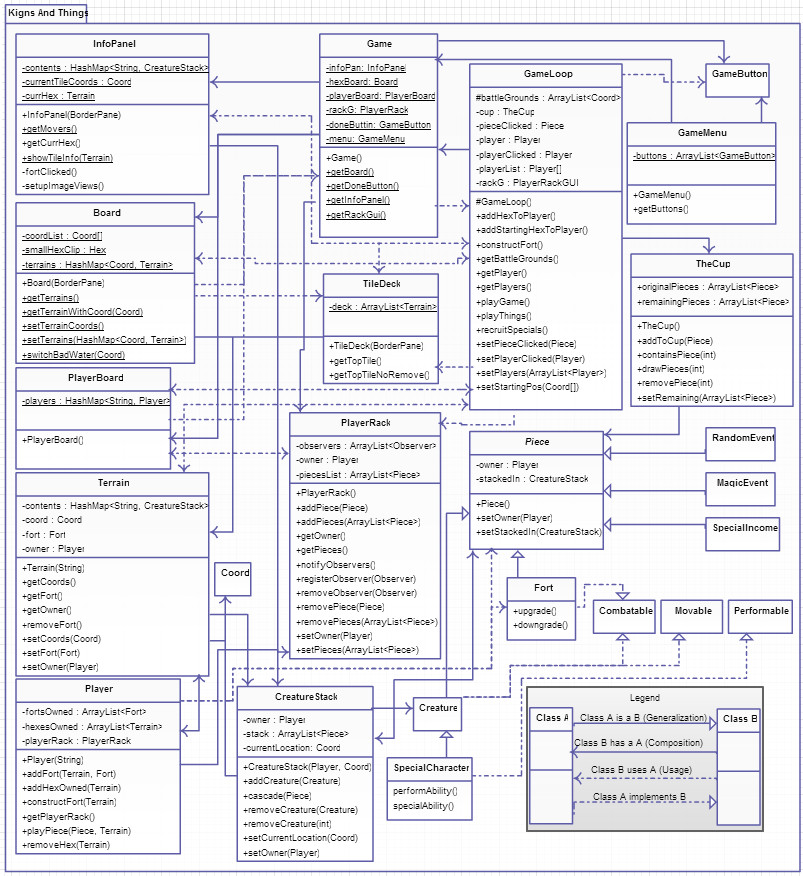 Kigns And Things
InfoPanel
-contents : HashMap<String, CreatureStack>
-currentTileCoords : Coord
-currHex : Terrain
+InfoPanel(BorderPane)
+getMovers()
+getCurrHex()
+showTileInfo(Terrain)
-fortClicked()
-setupImageViews()
Game
-infoPan: InfoPanel
-hexBoard: Board
-playerBoard: PlayerBoard
-rackG: PlayerRack
-doneButtin: GameButton
-menu: GameMenu
+Game()
+getBoard()
+getDoneButton()
+getInfoPanel()
+getRackGui()
GameLoop
#battleGrounds : ArrayList<Coord>
-cup : TheCup
-pieceClicked : Piece
-player : Player
-playerClicked : Player
-playerList : Player[]
-rackG : PlayerRackGUI
#GameLoop()
+addHexToPlayer()
+addStartingHexToPlayer()
+constructFort()
+getBattleGrounds()
+getPlayer()
+getPlayers()
+playGame()
+playThings()
+recruitSpecials()
+setPieceClicked(Piece)
+setPlayerClicked(Player)
+setPlayers(ArrayList<Player>)
+setStartingPos(Coord[])
GameButton
GameMenu
-buttons : ArrayList<GameButton>
+GameMenu()
+getButtons()
Board
-coordList : Coord[]
-smallHexClip : Hex
-terrains : HashMap<Coord, Terrain>
+Board(BorderPane)
+getTerrains()
+getTerrainWithCoord(Coord)
+setTerrainCoords()
+setTerrains(HashMap<Coord, Terrain>)
+switchBadWater(Coord)
TileDeck
-deck : ArrayList<Terrain>
+TileDeck(BorderPane)
+getTopTile()
+getTopTileNoRemove()
TheCup
+originalPieces : ArrayList<Piece>
+remainingPieces : ArrayList<Piece>
+TheCup()
+addToCup(Piece)
+containsPiece(int)
+drawPieces(int)
+removePiece(int)
+setRemaining(ArrayList<Piece>)
PlayerBoard
-players : HashMap<String, Player>
+PlayerBoard()
PlayerRack
-observers : ArrayList<Observer>
-owner : Player
-piecesList : ArrayList<Piece>
+PlayerRack()
+addPiece(Piece)
+addPieces(ArrayList<Piece>)
+getOwner()
+getPieces()
+notifyObservers()
+registerObserver(Observer)
+removeObserver(Observer)
+removePiece(Piece)
+removePieces(ArrayList<Piece>)
+setOwner(Player)
+setPieces(ArrayList<Piece>)
Piece
-owner : Player
-stackedIn : CreatureStack
+Piece()
+setOwner(Player)
+setStackedIn(CreatureStack)
RandomEvent
MagicEvent
SpecialIncome
Terrain
-contents : HashMap<String, CreatureStack>
-coord : Coord
-fort : Fort
-owner : Player
+Terrain(String)
+getCoords()
+getFort()
+getOwner()
+removeFort()
+setCoords(Coord)
+setFort(Fort)
+setOwner(Player)
Coord
Fort
+upgrade()
+downgrade()
Combatable
Movable
Performable
Player
-fortsOwned : ArrayList<Fort>
-hexesOwned : ArrayList<Terrain>
-playerRack : PlayerRack
+Player(String)
+addFort(Terrain, Fort)
+addHexOwned(Terrain)
+constructFort(Terrain)
+getPlayerRack()
+playPiece(Piece, Terrain)
+removeHex(Terrain)
CreatureStack
-owner : Player
-stack : ArrayList<Piece>
-currentLocation : Coord
+CreatureStack(Player, Coord)
+addCreature(Creature)
+cascade(Piece)
+removeCreature(Creature)
+removeCreature(int)
+setCurrentLocation(Coord)
+setOwner(Player)
Creature
SpecialCharacter
performAbility()
specialAbility()
Legend
Class A
Class B
Class A is a B (Generalization)
Class B has a A (Composition)
Class B uses A (Usage)
Class A implements B